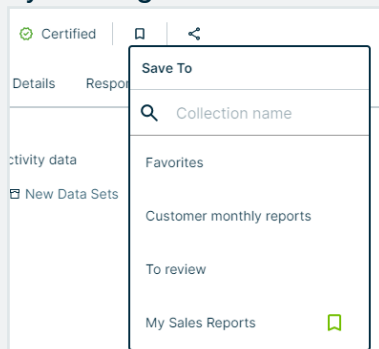 Certified
Save To
Details
Collection name
ctivity data
Favorites
New Data Sets
Customer monthly reports
To review
My Sales Reports